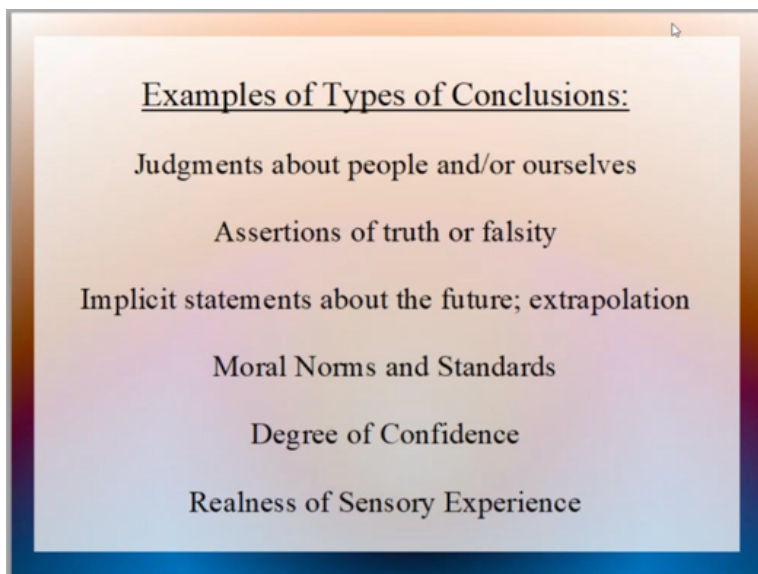 Examples of Types of Conclusions:
Judgments about people and/or ourselves
Assertions of truth or falsity
Implicit statements about the future; extrapolation
Moral Norms and Standards
Degree of Confidence
Realness of Sensory Experience